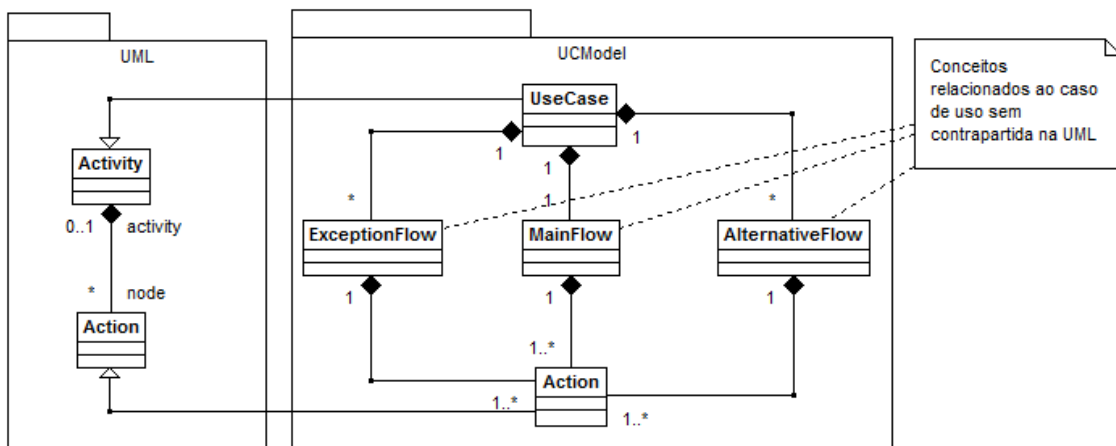 UML
UCModel
Conceitos
relacionados ao caso
de uso sem
contrapartida na UML
UseCase
1
1
1
Activity
0..1
activity
*
1
*
ExceptionFlow
MainFlow
AlternativeFlow
*
node
1
1
1
Action
1..*
Action
1..*
1..*